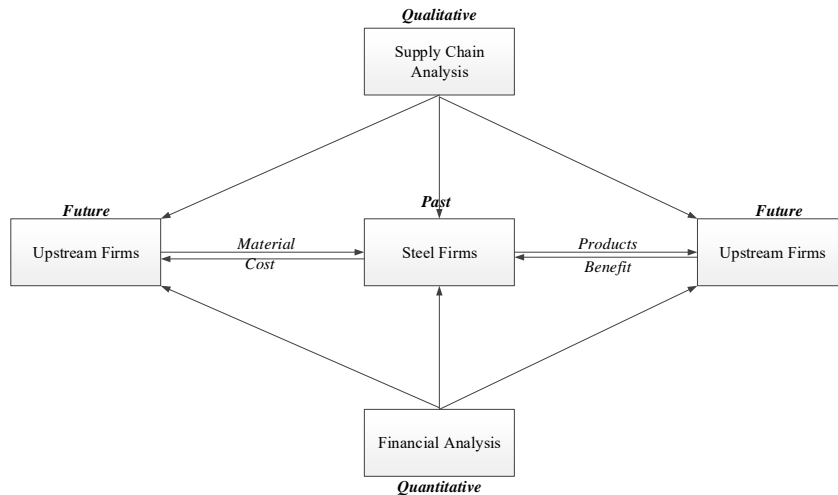 Qualitative
Supply Chain
Analysis
Future
Past
Future
Upstream Firms
Material
Cost
Steel Firms
Products
Benefit
Upstream Firms
Financial Analysis
Quantitative